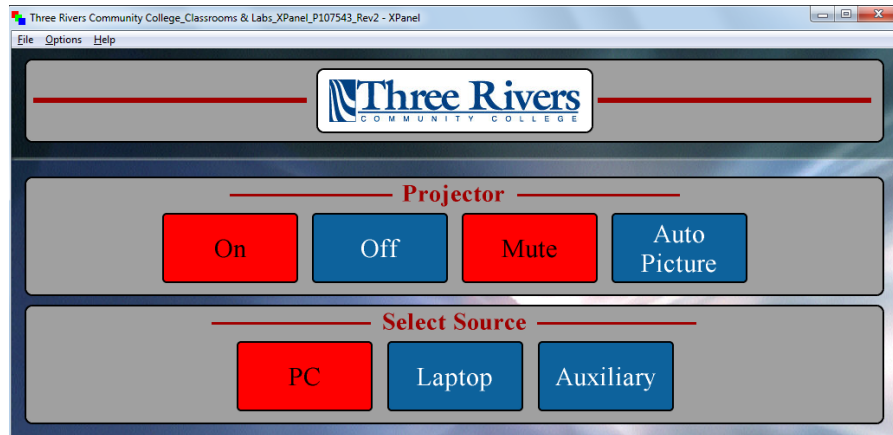 Three Rivers Community College_Classrooms & Labs_XPanel_P107543_Rev2 - XPanel
File Options Help
Three Rivers
COMMUNITY COLLEGE
Projector
On Off Mute Auto Picture
Select Source
PC Laptop Auxiliary